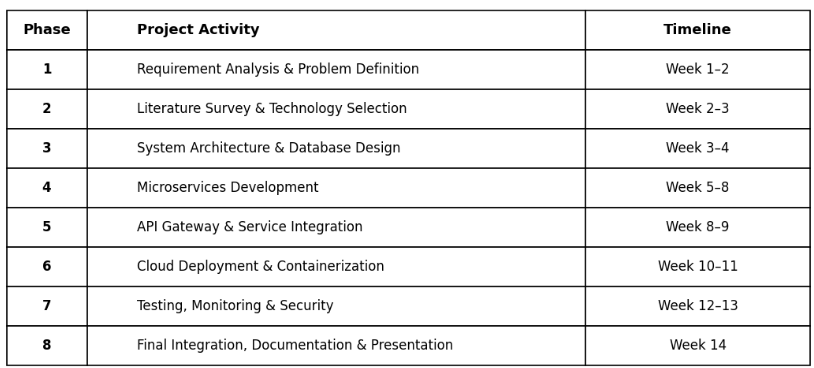 Phase Project Activity Timeline
1 Requirement Analysis & Problem Definition Week 1–2
2 Literature Survey & Technology Selection Week 2–3
3 System Architecture & Database Design Week 3–4
4 Microservices Development Week 5–8
5 API Gateway & Service Integration Week 8–9
6 Cloud Deployment & Containerization Week 10–11
7 Testing, Monitoring & Security Week 12–13
8 Final Integration, Documentation & Presentation Week 14